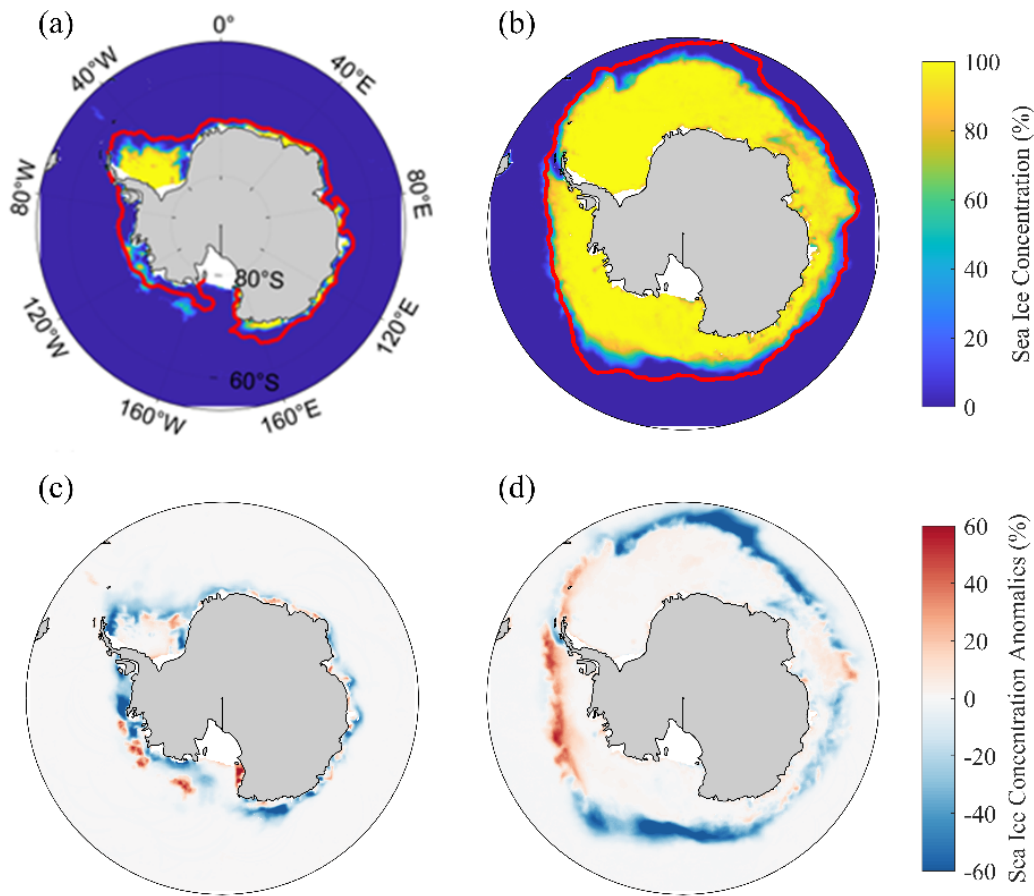 (a)
(b)
0°
40°W
40°E
80°W
80°E
80°S
120°W
120°E
60°S
160°W
160°E
100
80
60
40
20
0
Sea Ice Concentration (%)
(c)
(d)
60
40
20
0
-20
-40
-60
Sea Ice Concentration Anomalies (%)